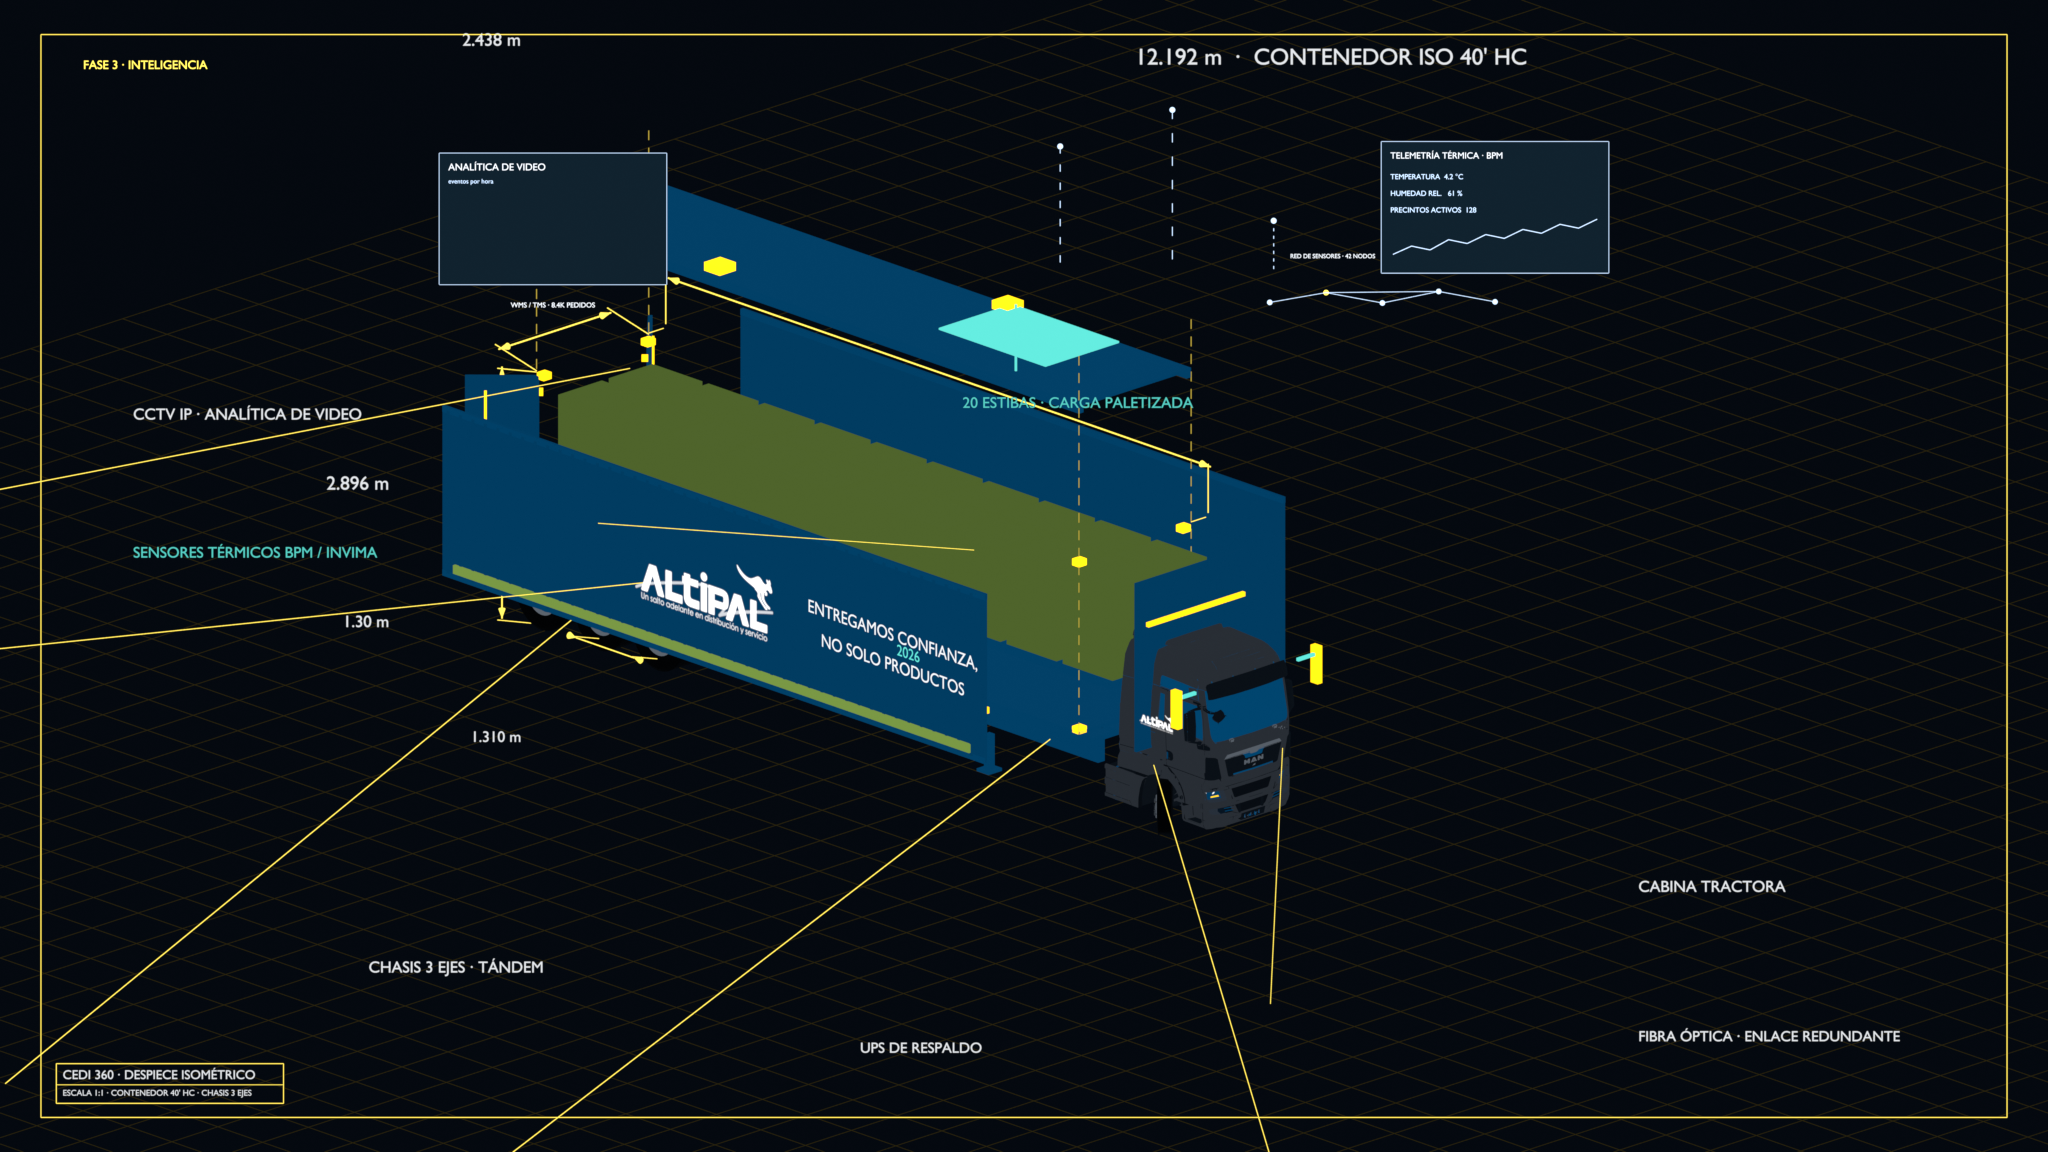 2.438 m
12.192 m · CONTENEDOR ISO 40' HC
FASE 3 · INTELIGENCIA
ANALÍTICA DE VIDEO
eventos por hora
TELEMETRÍA TÉRMICA · BPM
TEMPERATURA 4.2 °C
HUMEDAD REL. 61 %
PRECINTOS ACTIVOS 128
RED DE SENSORES · 42 NODOS
WMS / TMS · 8.4K PEDIDOS
CCTV IP · ANALÍTICA DE VIDEO
20 ESTIBAS · CARGA PALETIZADA
2.896 m
SENSORES TÉRMICOS BPM / INVIMA
1.30 m
ALTIPAL
Un salto adelante en distribución y servicio
ENTREGAMOS CONFIANZA,
2026
NO SOLO PRODUCTOS
ALTIPAL
MAN
1.310 m
CABINA TRACTORA
CHASIS 3 EJES · TÁNDEM
UPS DE RESPALDO
FIBRA ÓPTICA · ENLACE REDUNDANTE
CEDI 360 · DESPIECE ISOMÉTRICO
ESCALA 1:1 · CONTENEDOR 40' HC · CHASIS 3 EJES